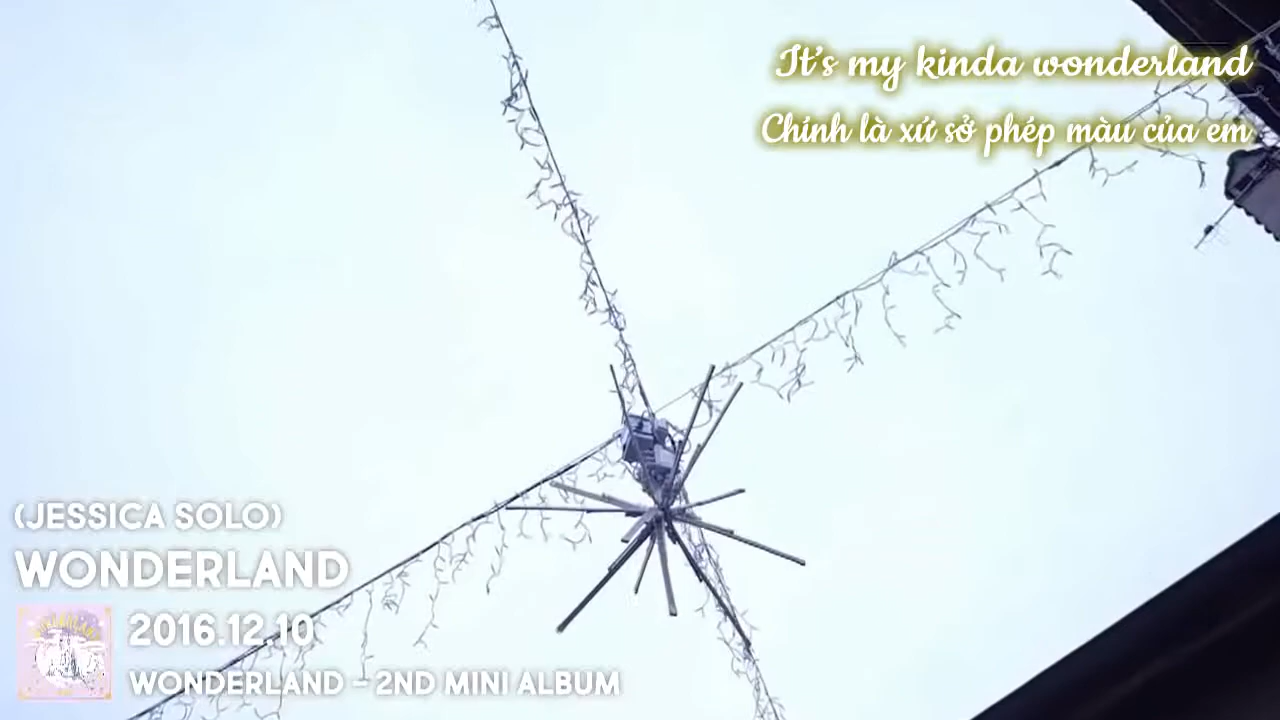 It's my kinda wonderland
Chính là xứ sở phép màu của em
(JESSICA SOLO)
WONDERLAND
2016.12.10
WONDERLAND - 2ND MINI ALBUM